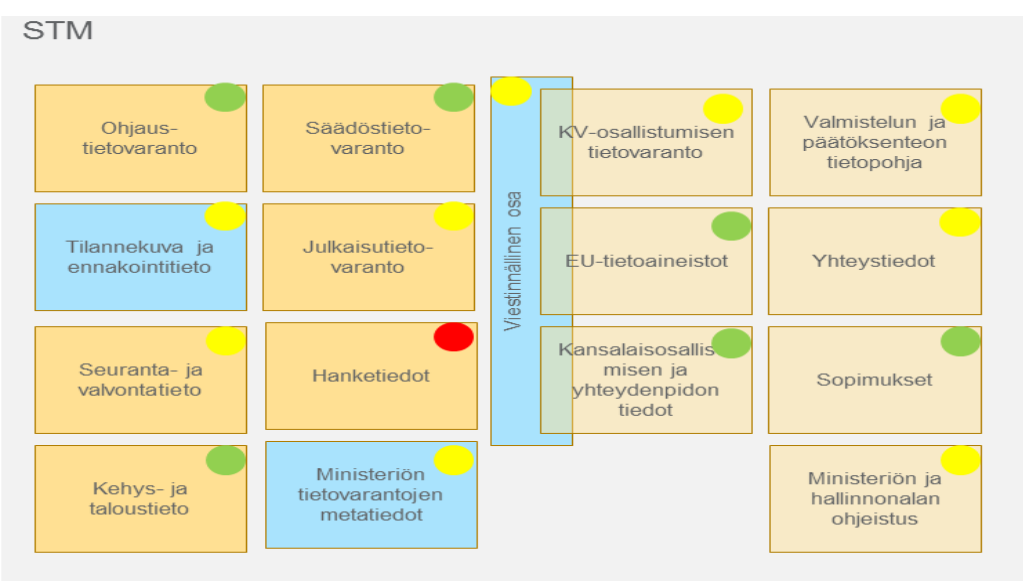 STM
Ohjaus-
tietovaranto
Säädöstieto-
varanto
Tilannekuva ja
ennakointitieto
Julkaisutieto-
varanto
Seuranta- ja
valvontatieto
Hanketiedot
Kehys- ja
taloustieto
Ministeriön
tietovarantojen
metatiedot
Viestinnällinen osa
KV-osallistumisen
tietovaranto
Valmistelun ja
päätöksenteon
tietopohja
EU-tietoaineistot
Yhteystiedot
Kansalaisosallis
misen ja
yhteydenpidon
tiedot
Sopimukset
Ministeriön ja
hallinnonalan
ohjeistus